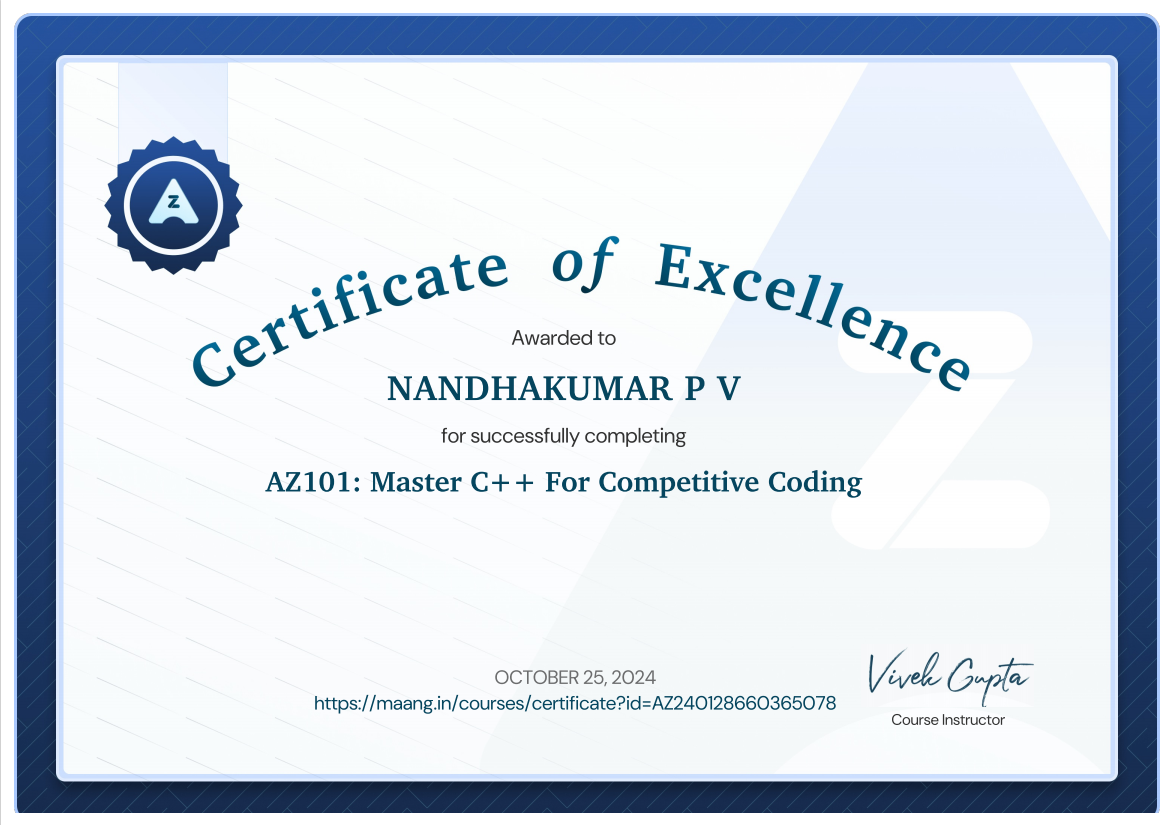 Z
Certificate of Excellence
Awarded to
NANDHAKUMAR P V
for successfully completing
AZ101: Master C++ For Competitive Coding
OCTOBER 25, 2024
https://maang.in/courses/certificate?id=AZ240128660365078
Vivek Gupta
Course Instructor